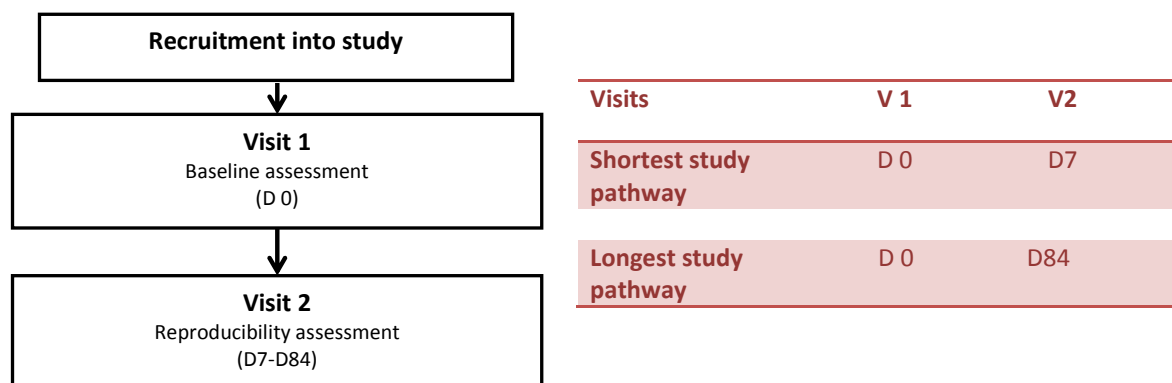 Recruitment into study
Visit 1
Baseline assessment
(D 0)
Visit 2
Reproducibility assessment
(D7-D84)
Visits V 1 V2
Shortest study D 0 D7
pathway
Longest study D 0 D84
pathway